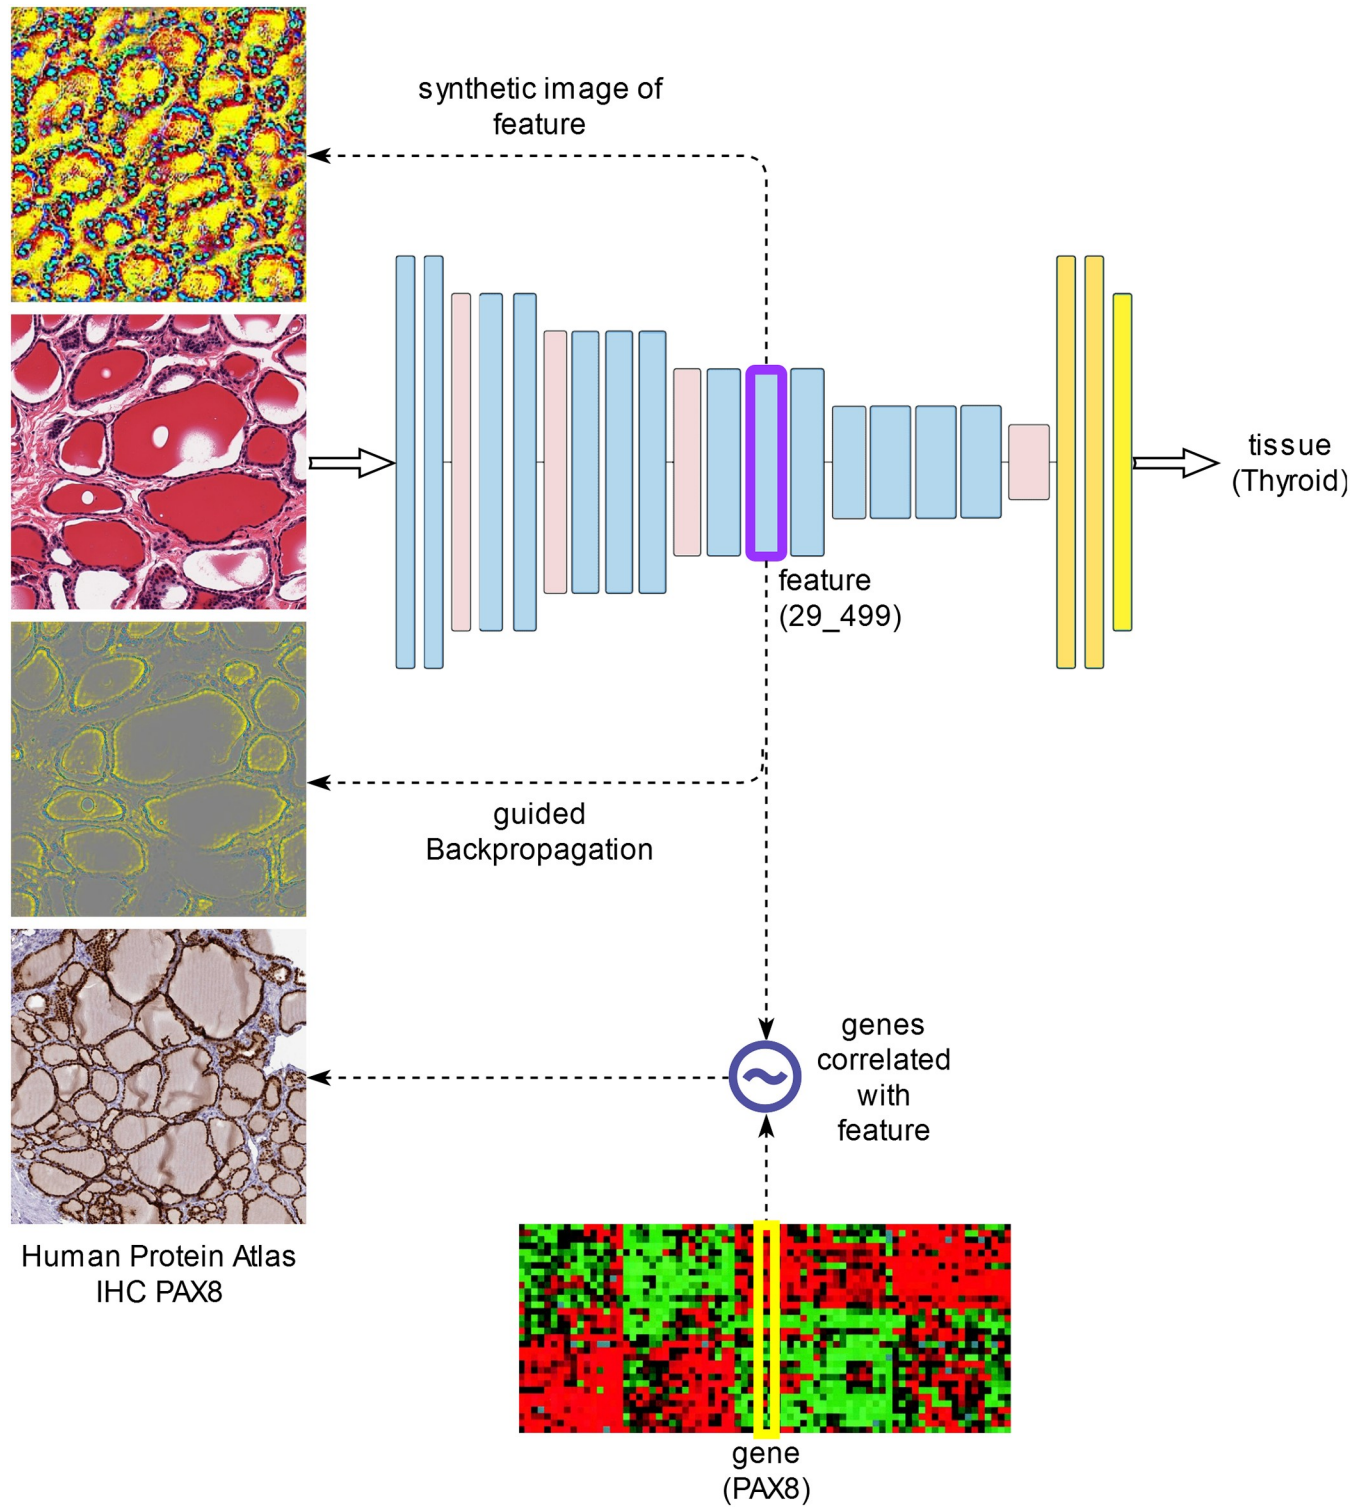 synthetic image of
feature
tissue
(Thyroid)
feature
(29_499)
guided
Backpropagation
genes
correlated
with
feature
Human Protein Atlas
IHC PAX8
gene
(PAX8)